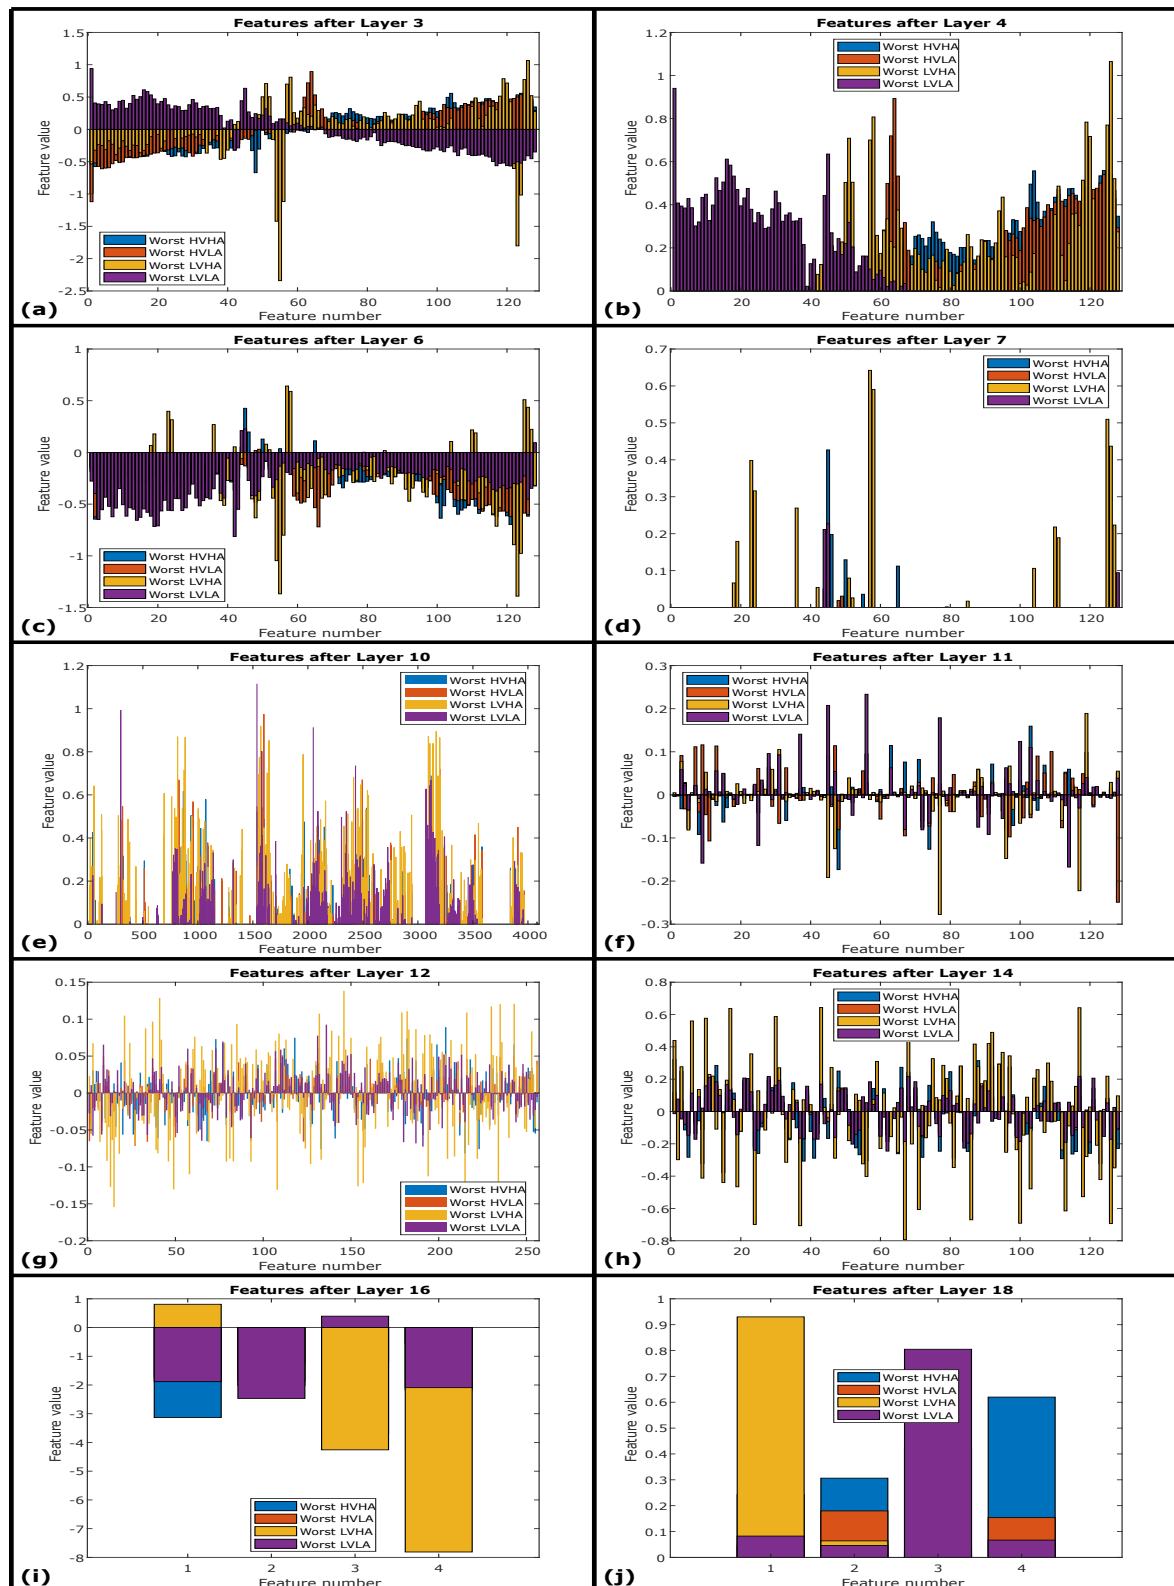 Features after Layer 3
Feature value
1.5
1
0.5
0
-0.5
-1
-1.5
-2
-2.5
Worst HVHA
Worst HVLA
Worst LVHA
Worst LVLA
0 20 40 60 80 100 120
Feature number
(a)
Features after Layer 4
Feature value
1.2
1
0.8
0.6
0.4
0.2
0
Worst HVHA
Worst HVLA
Worst LVHA
Worst LVLA
0 20 40 60 80 100 120
Feature number
(b)
Features after Layer 6
Feature value
1
0.5
0
-0.5
-1
-1.5
Worst HVHA
Worst HVLA
Worst LVHA
Worst LVLA
0 20 40 60 80 100 120
Feature number
(c)
Features after Layer 7
Feature value
0.7
0.6
0.5
0.4
0.3
0.2
0.1
0
Worst HVHA
Worst HVLA
Worst LVHA
Worst LVLA
0 20 40 60 80 100 120
Feature number
(d)
Features after Layer 10
Feature value
1.2
1
0.8
0.6
0.4
0.2
0
Worst HVHA
Worst HVLA
Worst LVHA
Worst LVLA
0 500 1000 1500 2000 2500 3000 3500 4000
Feature number
(e)
Features after Layer 11
Feature value
0.3
0.2
0.1
0
-0.1
-0.2
-0.3
Worst HVHA
Worst HVLA
Worst LVHA
Worst LVLA
0 20 40 60 80 100 120
Feature number
(f)
Features after Layer 12
Feature value
0.15
0.1
0.05
0
-0.05
-0.1
-0.15
-0.2
Worst HVHA
Worst HVLA
Worst LVHA
Worst LVLA
0 50 100 150 200 250
Feature number
(g)
Features after Layer 14
Feature value
0.8
0.6
0.4
0.2
0
-0.2
-0.4
-0.6
-0.8
Worst HVHA
Worst HVLA
Worst LVHA
Worst LVLA
0 20 40 60 80 100 120
Feature number
(h)
Features after Layer 16
Feature value
1
0
-1
-2
-3
-4
-5
-6
-7
-8
Worst HVHA
Worst HVLA
Worst LVHA
Worst LVLA
1 2 3 4
Feature number
(i)
Features after Layer 18
Feature value
1
0.9
0.8
0.7
0.6
0.5
0.4
0.3
0.2
0.1
0
Worst HVHA
Worst HVLA
Worst LVHA
Worst LVLA
1 2 3 4
Feature number
(j)